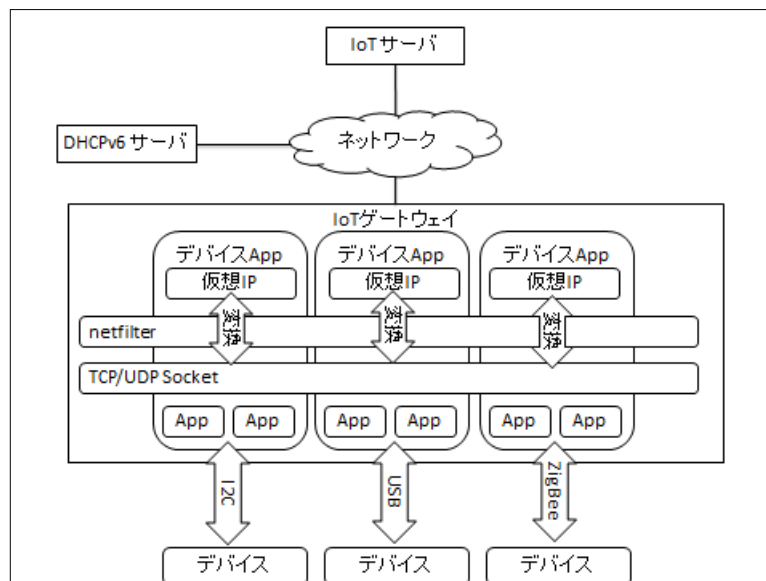 IoTサーバ
DHCPv6 サーバ
ネットワーク
IoTゲートウェイ
デバイスApp
デバイスApp
デバイスApp
仮想IP
仮想IP
仮想IP
netfilter
変換
変換
変換
TCP/UDP Socket
App
App
App
App
App
App
I2C
USB
ZigBee
デバイス
デバイス
デバイス